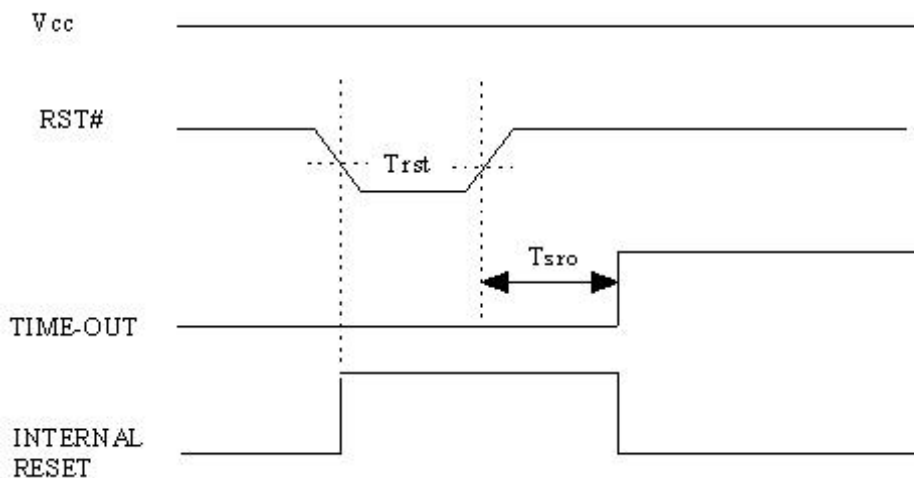 Vcc
RST#
Trst
Tsro
TIME-OUT
INTERNAL
RESET